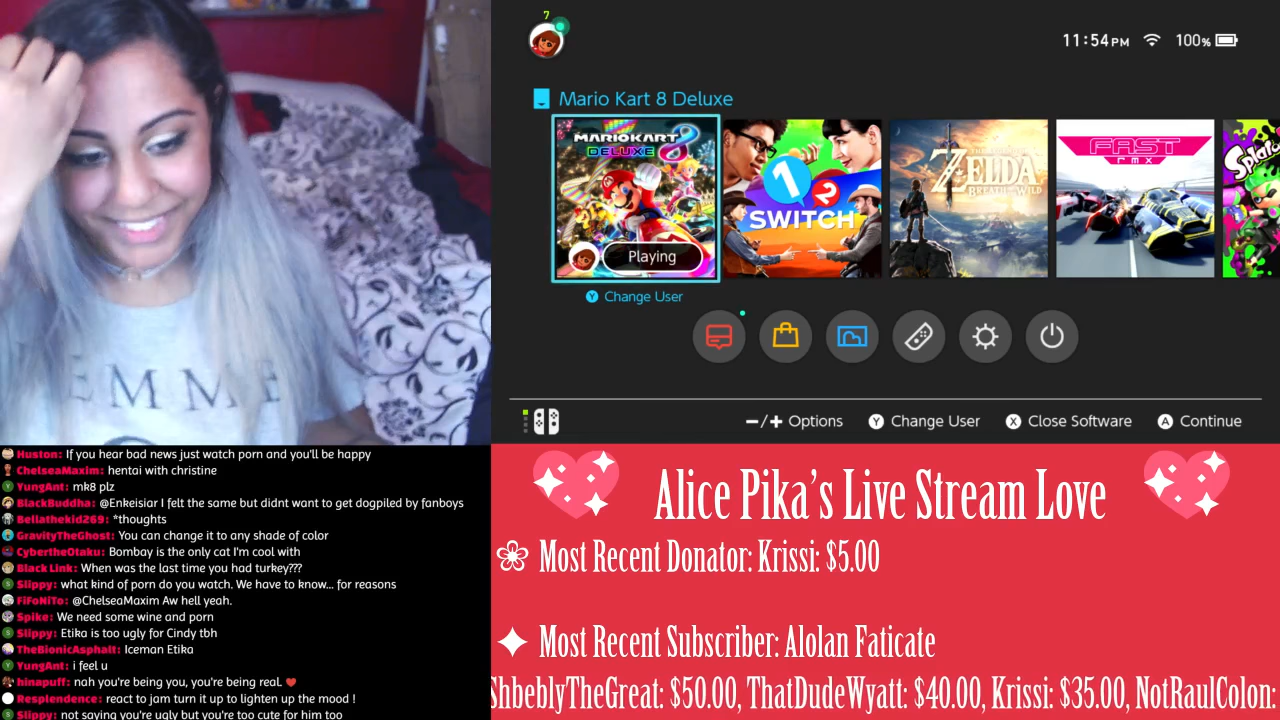 EMME
7
11:54PM
100%
Mario Kart 8 Deluxe
MARIOKART 8
DELUXE
Playing
1 2
SWITCH
THE LEGEND OF
ZELDA
BREATH OF THE WILD
FAST
rmx
Splat
Y Change User
−/+ Options
Y Change User
X Close Software
A Continue
Huston: If you hear bad news just watch porn and you'll be happy
ChelseaMaxim: hentai with christine
YungAnt: mk8 plz
BlackBuddha: @Enkeisiar I felt the same but didnt want to get dogpiled by fanboys
Bellathekid269: *thoughts
GravityTheGhost: You can change it to any shade of color
CybertheOtaku: Bombay is the only cat I'm cool with
Black Link: When was the last time you had turkey???
Slippy: what kind of porn do you watch. We have to know... for reasons
FiFoNiTo: @ChelseaMaxim Aw hell yeah.
Spike: We need some wine and porn
Slippy: Etika is too ugly for Cindy tbh
TheBionicAsphalt: Iceman Etika
YungAnt: i feel u
hinapuff: nah you're being you, you're being real. ❤
Resplendence: react to jam turn it up to lighten up the mood !
Slippy: not saying you're ugly but you're too cute for him too
Alice Pika's Live Stream Love
Most Recent Donator: Krissi: $5.00
Most Recent Subscriber: Alolan Faticate
ShbeblyTheGreat: $50.00, ThatDudeWyatt: $40.00, Krissi: $35.00, NotRaulColon: